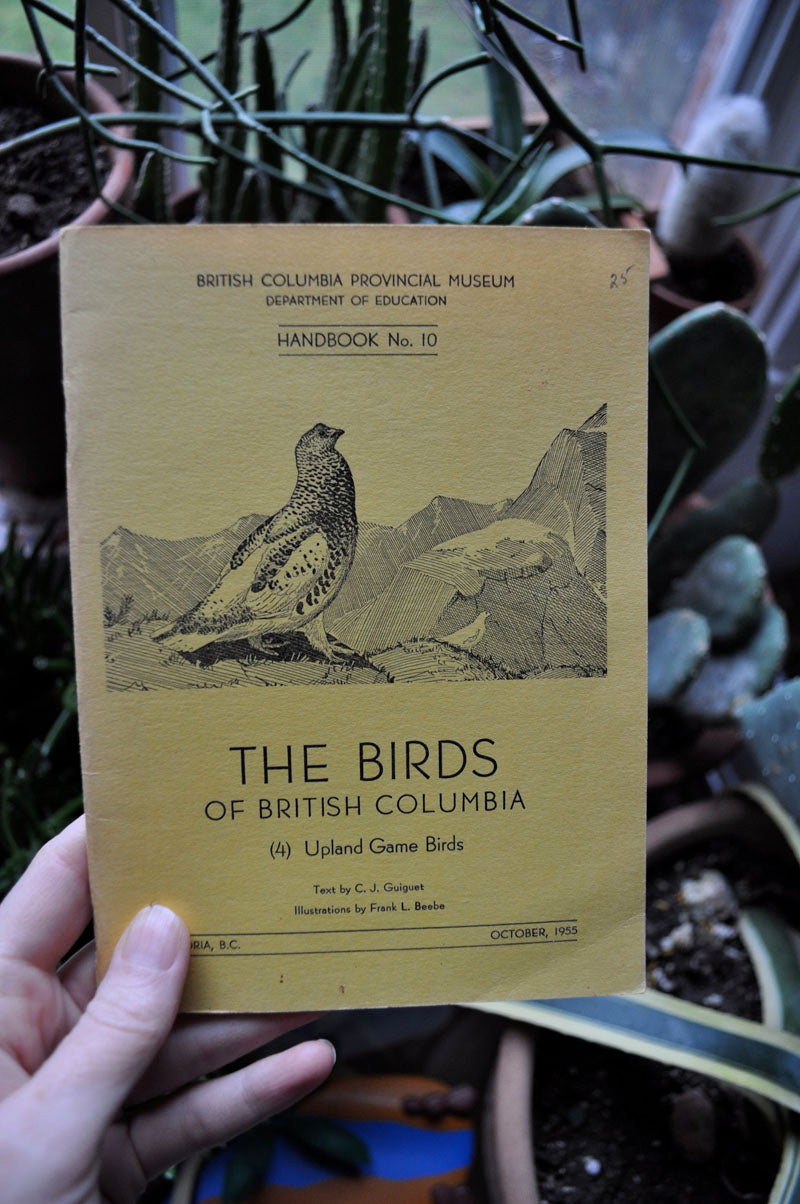 BRITISH COLUMBIA PROVINCIAL MUSEUM
25
DEPARTMENT OF EDUCATION
HANDBOOK No. 10
THE BIRDS
OF BRITISH COLUMBIA
(4) Upland Game Birds
Text by C. J. Guiguet
Illustrations by Frank L. Beebe
B.C.
OCTOBER, 1955